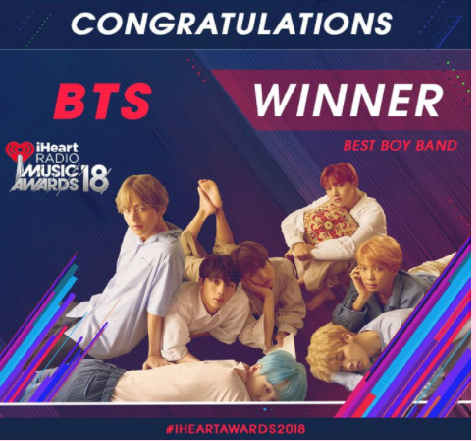 CONGRATULATIONS
BTS
WINNER
BEST BOY BAND
iHeart
RADIO
MUSIC
AWARDS '18
#IHEARTAWARDS2018